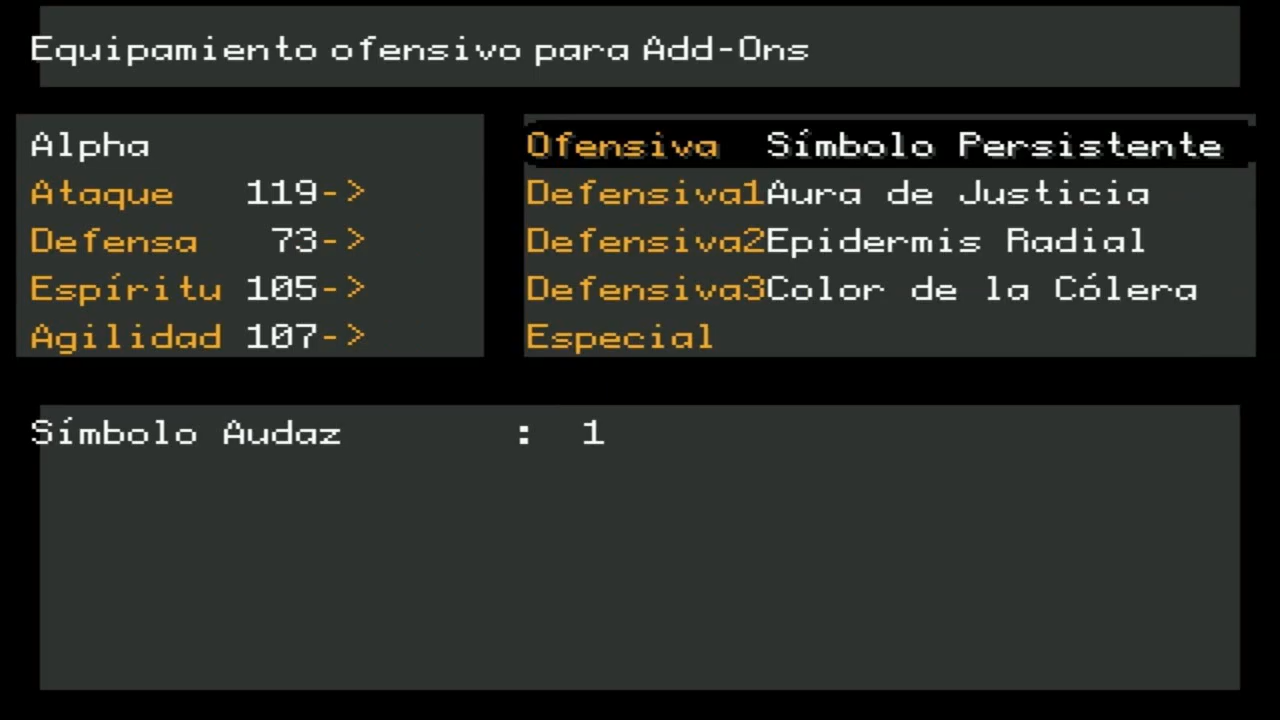 Equipamiento ofensivo para Add-Ons
Alpha
Ataque 119->
Defensa 73->
Espíritu 105->
Agilidad 107->
Ofensiva Símbolo Persistente
Defensiva1Aura de Justicia
Defensiva2Epidermis Radial
Defensiva3Color de la Cólera
Especial
Símbolo Audaz : 1